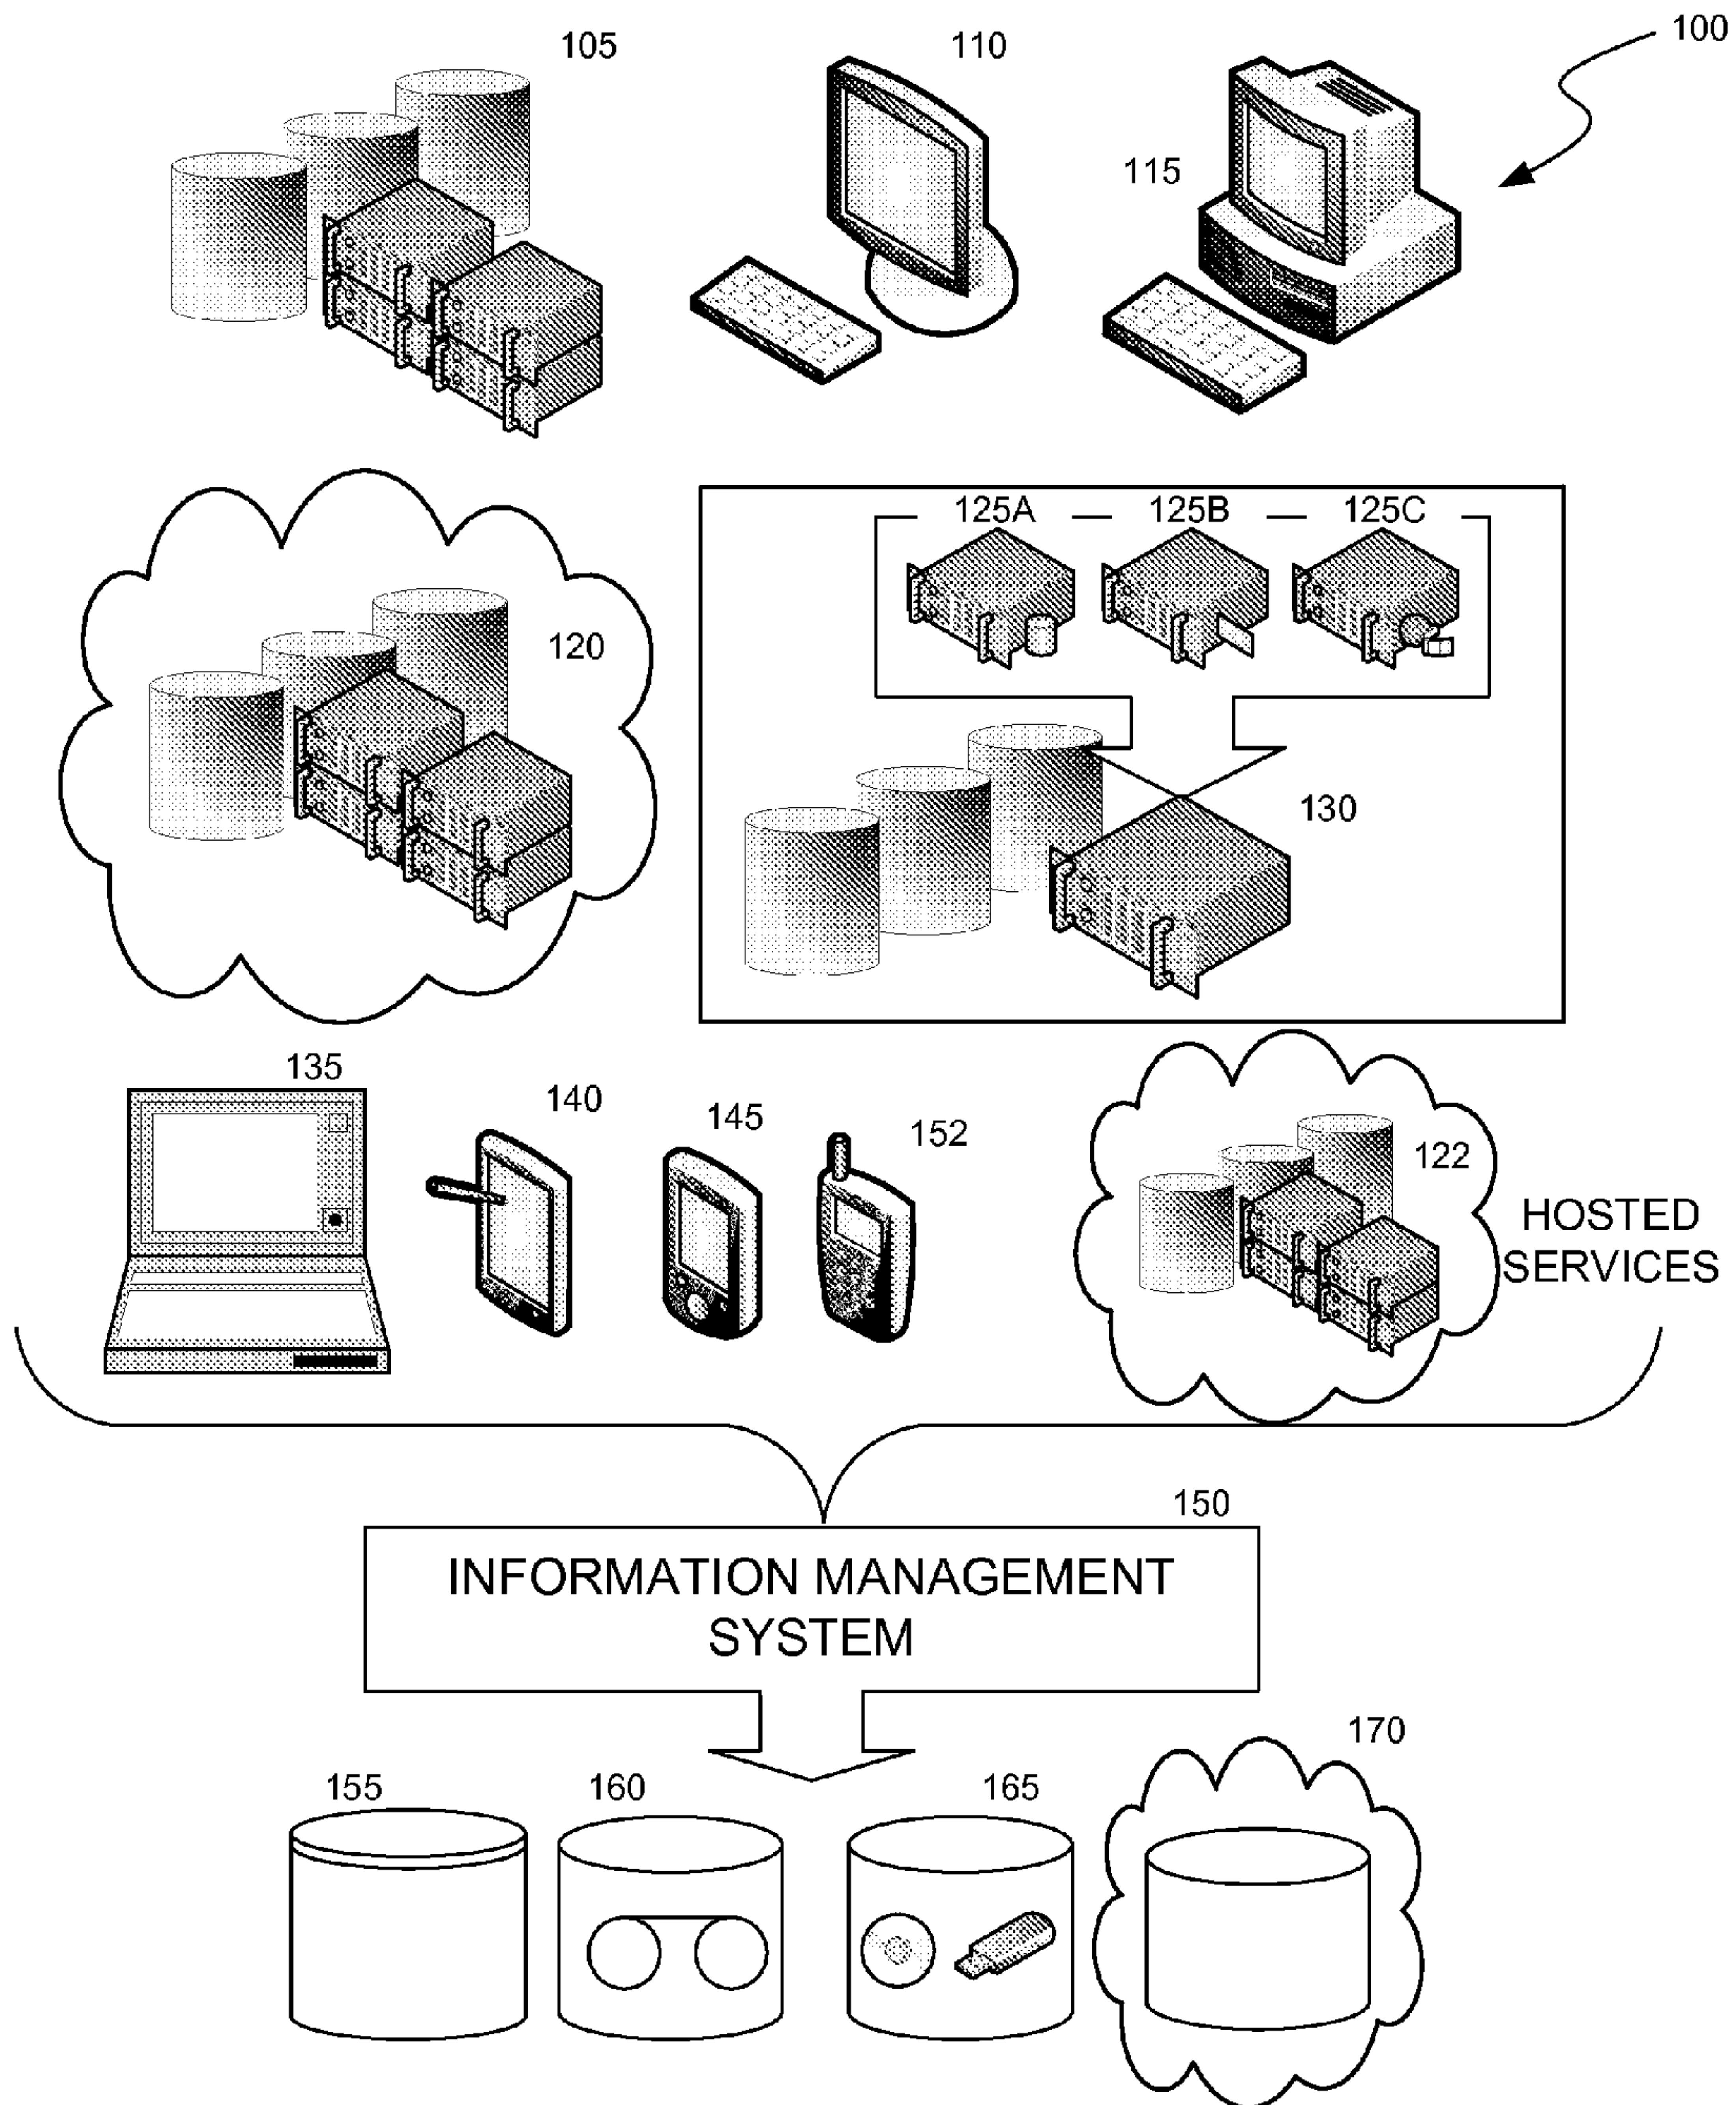 100
105
110
115
125A
125B
125C
120
130
135
140
145
152
122
HOSTED
SERVICES
150
INFORMATION MANAGEMENT
SYSTEM
170
155
160
165